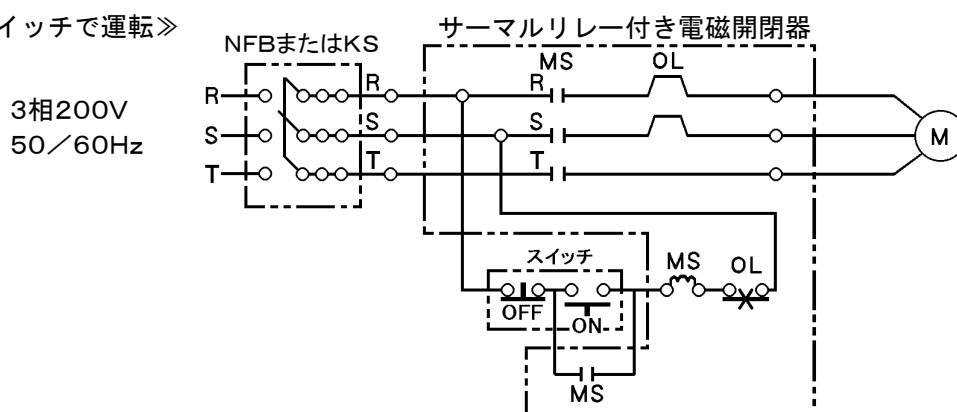 イッチで運転≫
サーマルリレー付き電磁開閉器
NFBまたはKS
MS
OL
R
R
R
3相200V
S
S
S
M
50／60Hz
T
T
T
スイッチ
MS
OL
OFF
ON
MS